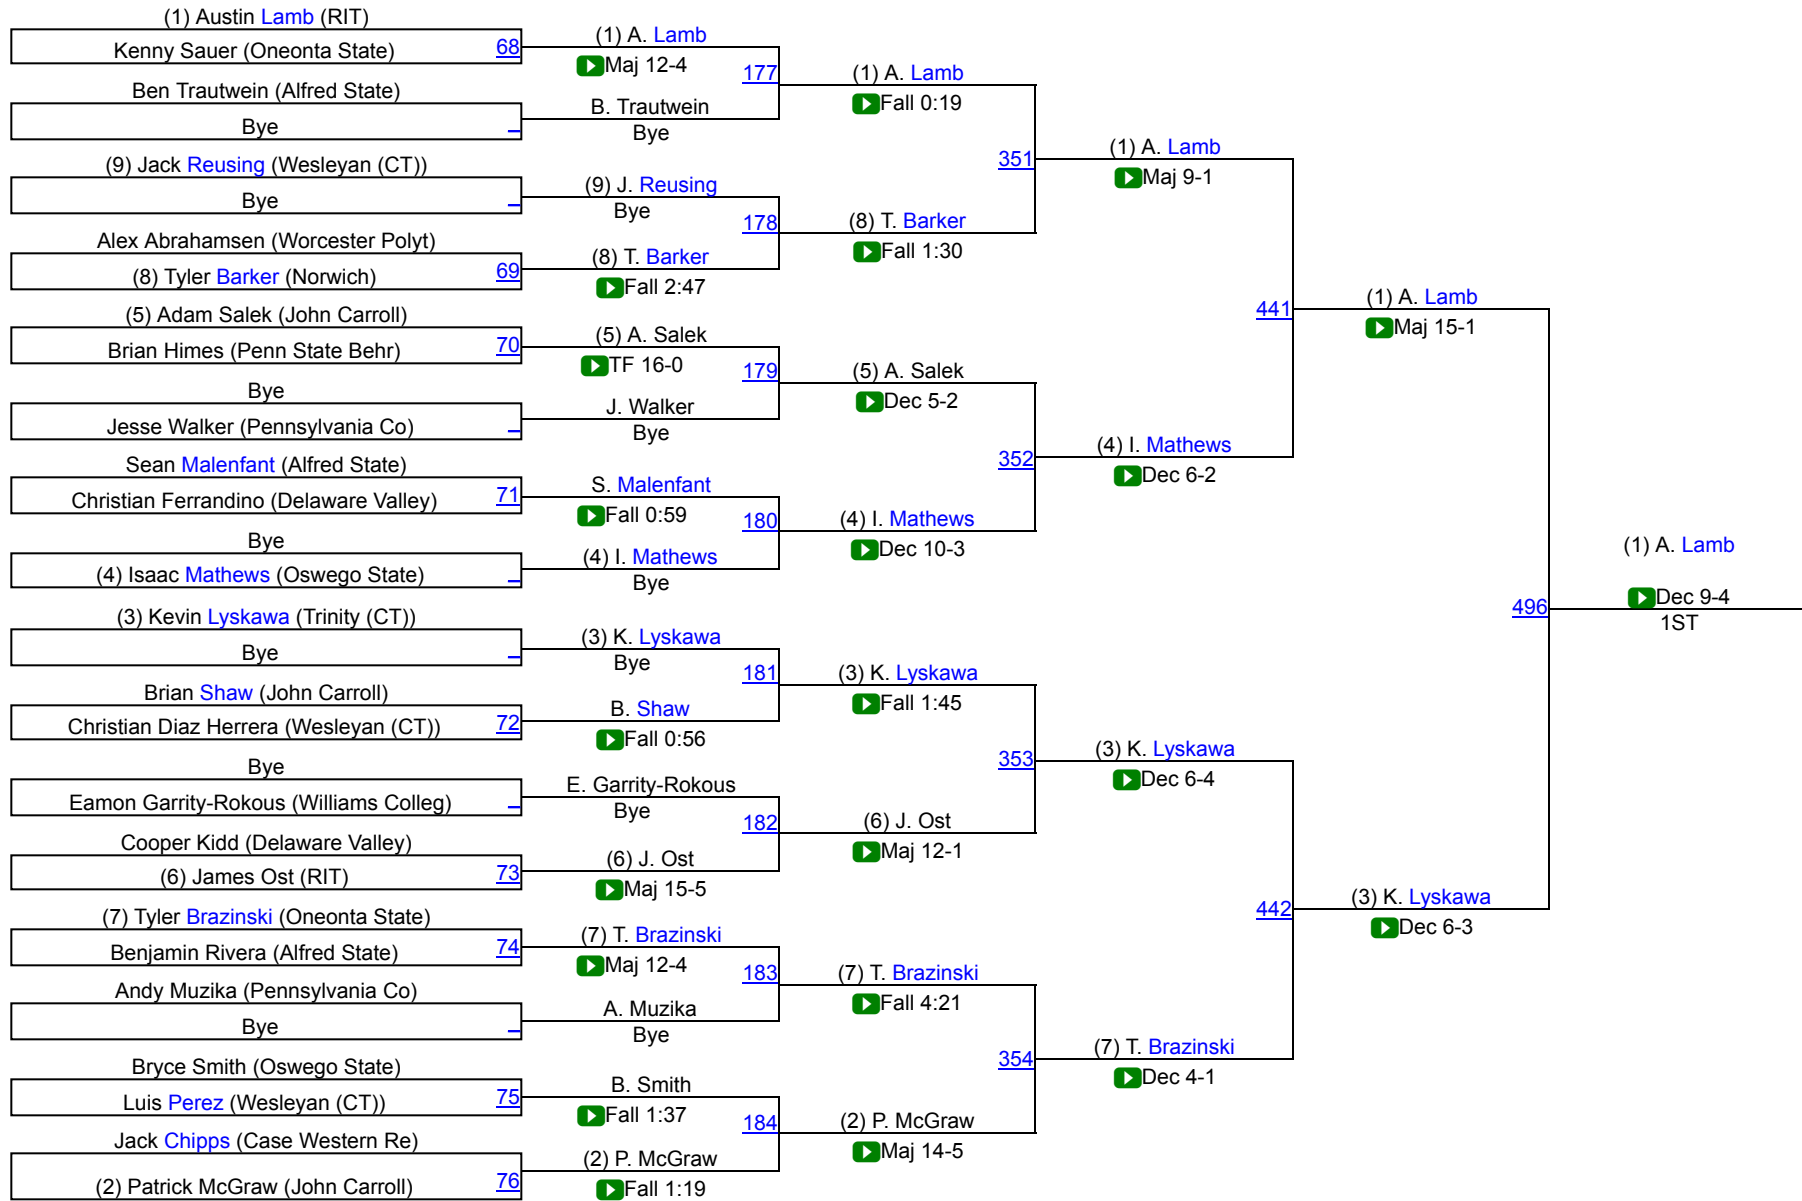 (1) Austin Lamb (RIT)
Kenny Sauer (Oneonta State)
68
Ben Trautwein (Alfred State)
Bye
(9) Jack Reusing (Wesleyan (CT))
Bye
Alex Abrahamsen (Worcester Polyt)
(8) Tyler Barker (Norwich)
69
(5) Adam Salek (John Carroll)
Brian Himes (Penn State Behr)
70
Bye
Jesse Walker (Pennsylvania Co)
Sean Malenfant (Alfred State)
Christian Ferrandino (Delaware Valley)
71
Bye
(4) Isaac Mathews (Oswego State)
(3) Kevin Lyskawa (Trinity (CT))
Bye
Brian Shaw (John Carroll)
Christian Diaz Herrera (Wesleyan (CT))
72
Bye
Eamon Garrity-Rokous (Williams Colleg)
Cooper Kidd (Delaware Valley)
(6) James Ost (RIT)
73
(7) Tyler Brazinski (Oneonta State)
Benjamin Rivera (Alfred State)
74
Andy Muzika (Pennsylvania Co)
Bye
Bryce Smith (Oswego State)
Luis Perez (Wesleyan (CT))
75
Jack Chipps (Case Western Re)
(2) Patrick McGraw (John Carroll)
76
(1) A. Lamb
Maj 12-4
177
B. Trautwein
Bye
(9) J. Reusing
Bye
178
(8) T. Barker
Fall 2:47
(5) A. Salek
TF 16-0
179
J. Walker
Bye
S. Malenfant
Fall 0:59
180
(4) I. Mathews
Bye
(3) K. Lyskawa
Bye
181
B. Shaw
Fall 0:56
E. Garrity-Rokous
Bye
182
(6) J. Ost
Maj 15-5
(7) T. Brazinski
Maj 12-4
183
A. Muzika
Bye
B. Smith
Fall 1:37
184
(2) P. McGraw
Fall 1:19
(1) A. Lamb
Fall 0:19
351
(8) T. Barker
Fall 1:30
(5) A. Salek
Dec 5-2
352
(4) I. Mathews
Dec 10-3
(3) K. Lyskawa
Fall 1:45
353
(6) J. Ost
Maj 12-1
(7) T. Brazinski
Fall 4:21
354
(2) P. McGraw
Maj 14-5
(1) A. Lamb
Maj 9-1
441
(4) I. Mathews
Dec 6-2
(3) K. Lyskawa
Dec 6-4
442
(7) T. Brazinski
Dec 4-1
(1) A. Lamb
Maj 15-1
496
(3) K. Lyskawa
Dec 6-3
(1) A. Lamb
Dec 9-4
1ST